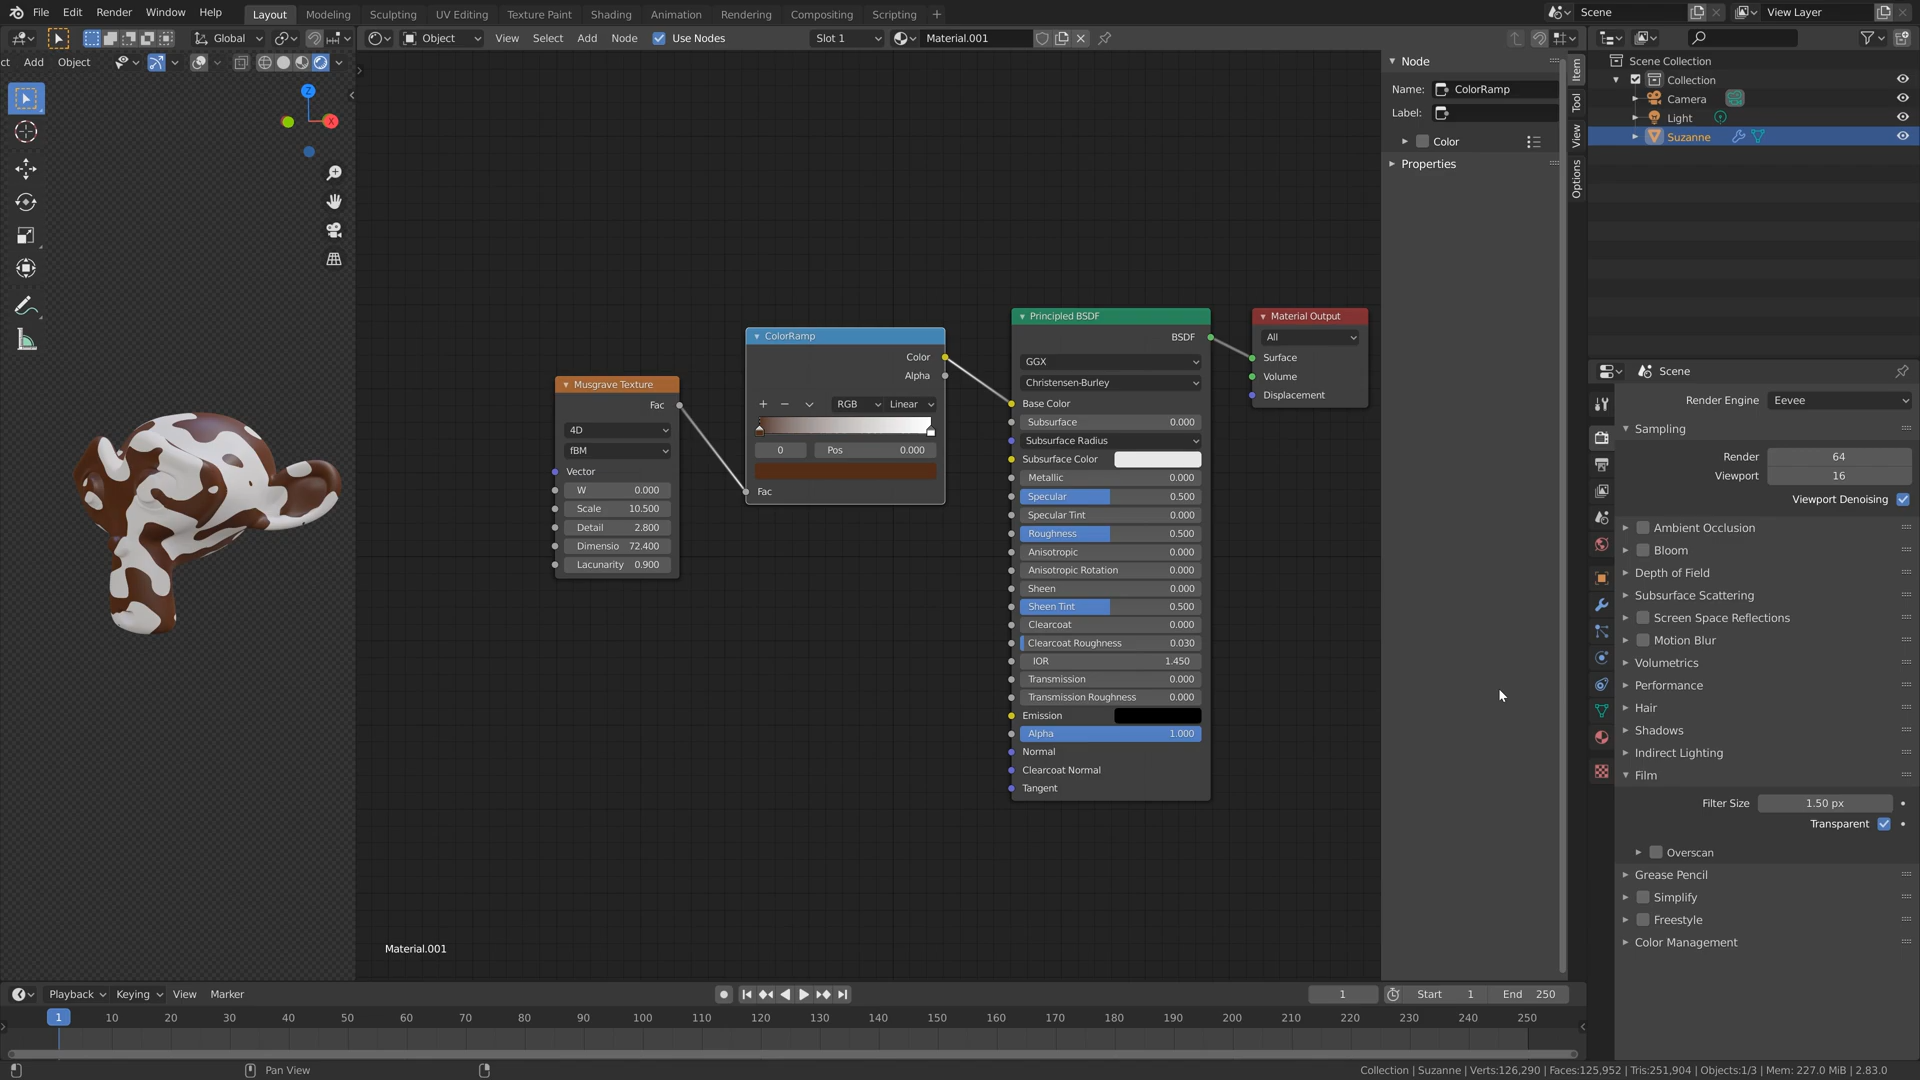 File Edit Render Window Help Layout Modeling Sculpting UV Editing Texture Paint Shading Animation Rendering Compositing Scripting + Scene View Layer
Global Object View Select Add Node Use Nodes Slot 1 Material.001
ct Add Object
Z
X
Node
Name: ColorRamp
Label:
Color
Properties
Item
Tool
View
Options
Scene Collection
Collection
Camera
Light
Suzanne
Musgrave Texture
Fac
4D
fBM
Vector
W 0.000
Scale 10.500
Detail 2.800
Dimensio 72.400
Lacunarity 0.900
ColorRamp
Color
Alpha
RGB Linear
0 Pos 0.000
Fac
Principled BSDF
BSDF
GGX
Christensen-Burley
Base Color
Subsurface 0.000
Subsurface Radius
Subsurface Color
Metallic 0.000
Specular 0.500
Specular Tint 0.000
Roughness 0.500
Anisotropic 0.000
Anisotropic Rotation 0.000
Sheen 0.000
Sheen Tint 0.500
Clearcoat 0.000
Clearcoat Roughness 0.030
IOR 1.450
Transmission 0.000
Transmission Roughness 0.000
Emission
Alpha 1.000
Normal
Clearcoat Normal
Tangent
Material Output
All
Surface
Volume
Displacement
Scene
Render Engine Eevee
Sampling
Render 64
Viewport 16
Viewport Denoising
Ambient Occlusion
Bloom
Depth of Field
Subsurface Scattering
Screen Space Reflections
Motion Blur
Volumetrics
Performance
Hair
Shadows
Indirect Lighting
Film
Filter Size 1.50 px
Transparent
Overscan
Grease Pencil
Simplify
Freestyle
Color Management
Material.001
Playback Keying View Marker 1 Start 1 End 250
1 10 20 30 40 50 60 70 80 90 100 110 120 130 140 150 160 170 180 190 200 210 220 230 240 250
Pan View Collection | Suzanne | Verts:126,290 | Faces:125,952 | Tris:251,904 | Objects:1/3 | Mem: 227.0 MiB | 2.83.0